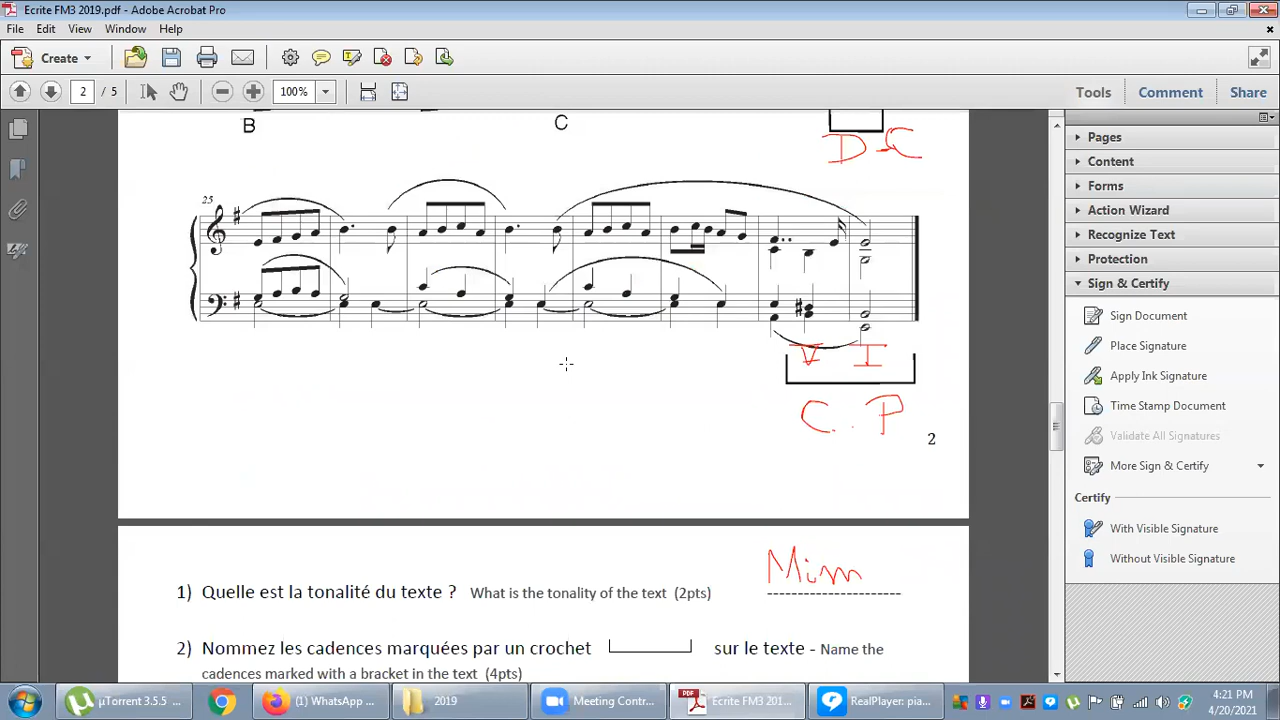 Ecrite FM3 2019.pdf - Adobe Acrobat Pro
File Edit View Window Help
Create
2 / 5 100% Tools Comment Share
B C
D C
25
V I
C. P
2
1) Quelle est la tonalité du texte ? What is the tonality of the text (2pts)
Mim
2) Nommez les cadences marquées par un crochet sur le texte - Name the
cadences marked with a bracket in the text (4pts)
Pages
Content
Forms
Action Wizard
Recognize Text
Protection
Sign & Certify
Sign Document
Place Signature
Apply Ink Signature
Time Stamp Document
Validate All Signatures
More Sign & Certify
Certify
With Visible Signature
Without Visible Signature
µTorrent 3.5.5 ... (1) WhatsApp ... 2019 Meeting Contr... Ecrite FM3 201... RealPlayer: pia... 4:21 PM
4/20/2021